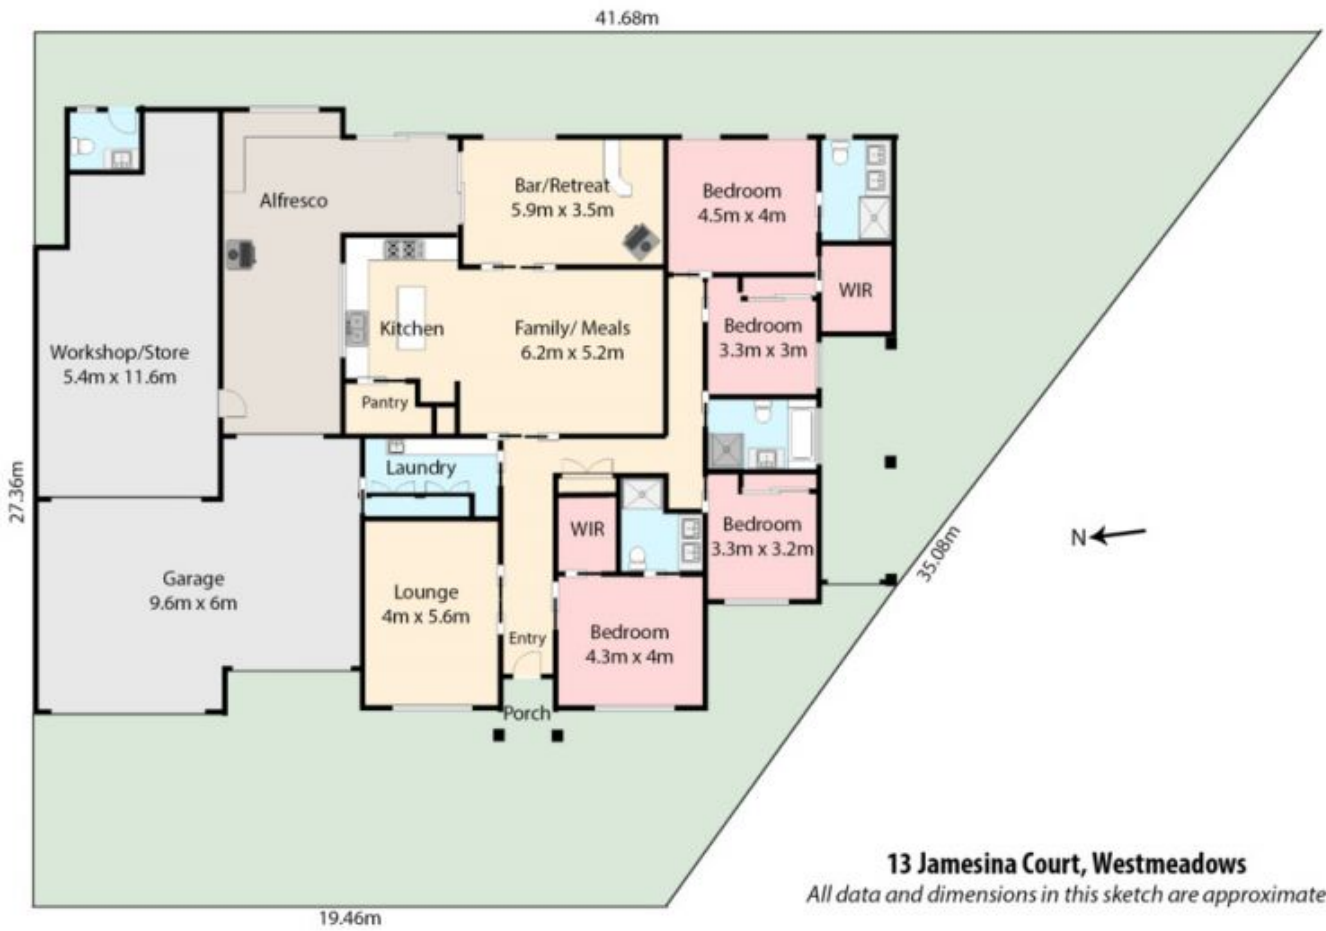 41.68m
Alfresco
Bar/Retreat
5.9m x 3.5m
Bedroom
4.5m x 4m
WIR
Workshop/Store
5.4m x 11.6m
Kitchen
Family/ Meals
6.2m x 5.2m
Bedroom
3.3m x 3m
Pantry
Laundry
27.36m
WIR
Bedroom
3.3m x 3.2m
35.08m
N
Garage
9.6m x 6m
Lounge
4m x 5.6m
Entry
Bedroom
4.3m x 4m
Porch
13 Jamesina Court, Westmeadows
All data and dimensions in this sketch are approximate
19.46m